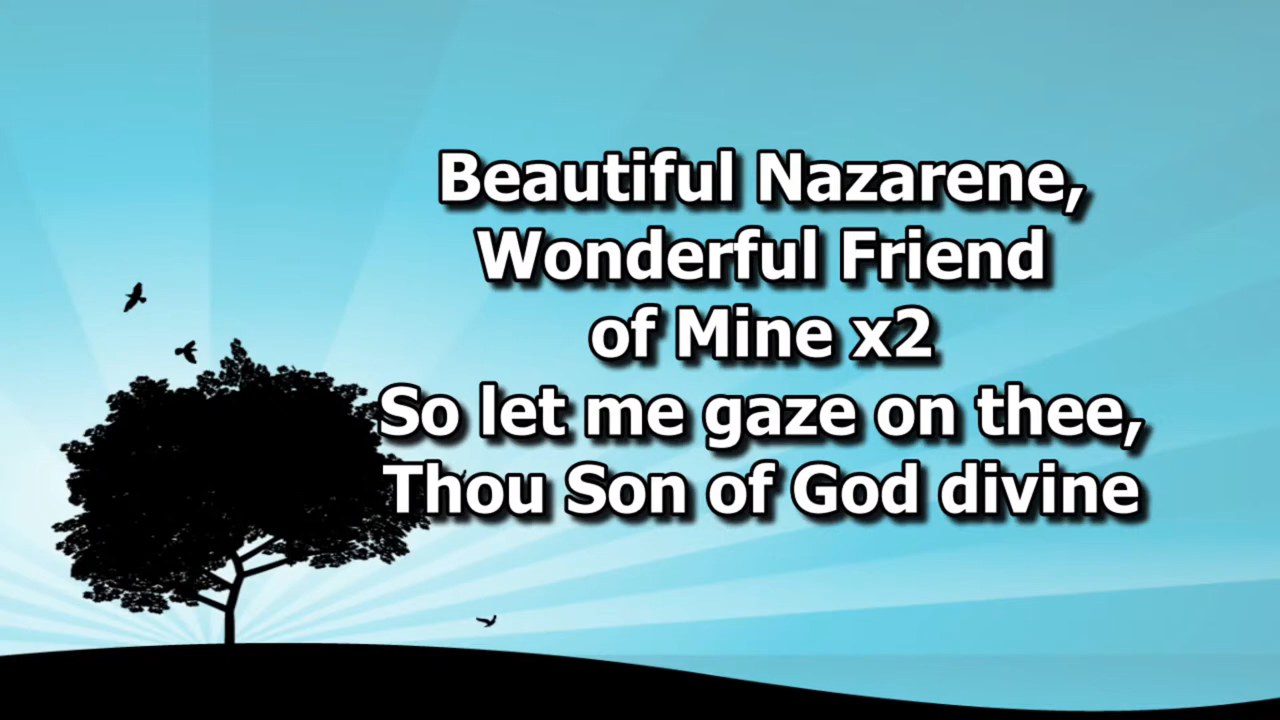 Beautiful Nazarene,
Wonderful Friend
of Mine x2
So let me gaze on thee,
Thou Son of God divine